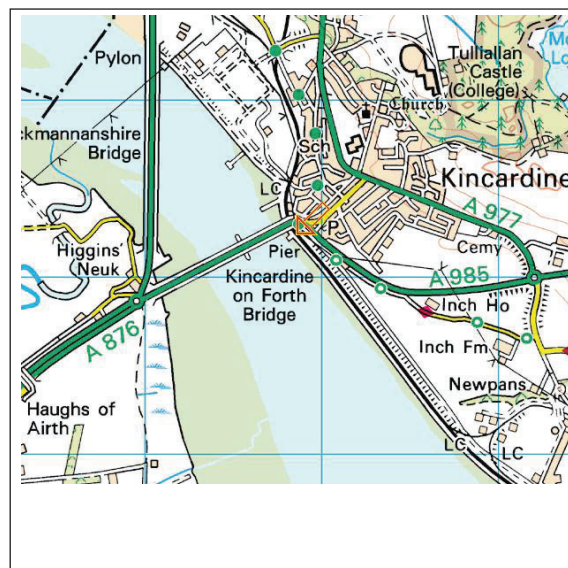 Pylon
Tulliallan
Castle
(College)
Church
ckmannanshire
Bridge
Sch
LC
Kincardine
A 977
P
Cemy
Higgins'
Neuk
Pier
A 985
Kincardine
on Forth
Bridge
Inch Ho
A 876
Inch Fm
Newpans
Haughs of
Airth
LC
LC